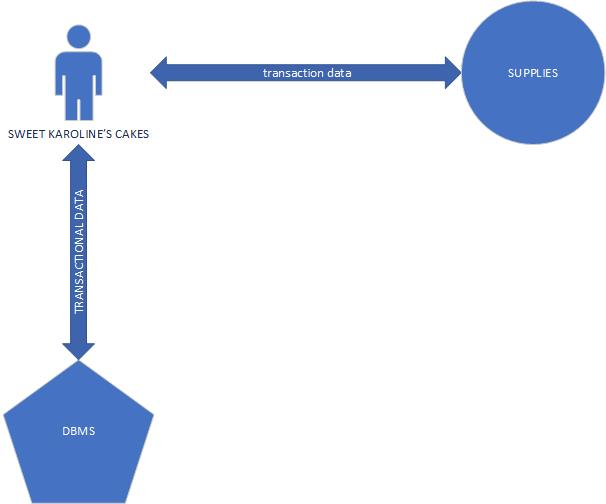 transaction data
SUPPLIES
SWEET KAROLINE'S CAKES
TRANSACTIONAL DATA
DBMS